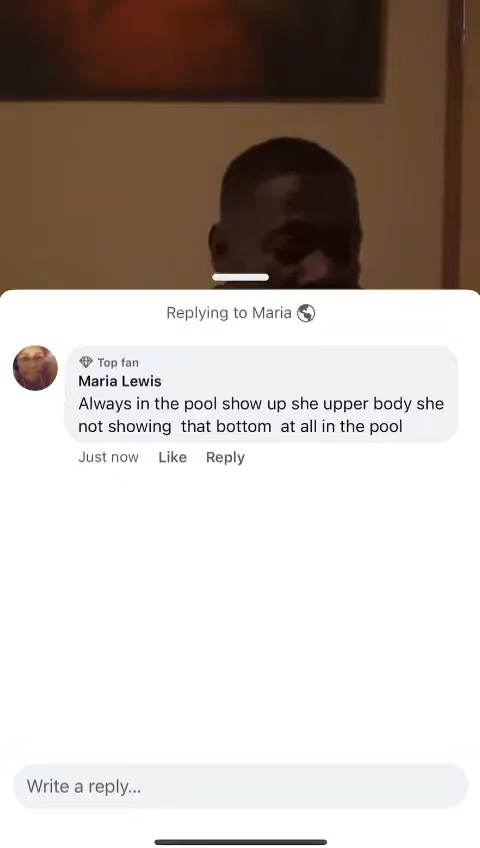 Replying to Maria
Top fan
Maria Lewis
Always in the pool show up she upper body she
not showing that bottom at all in the pool
Just now Like Reply
Write a reply...